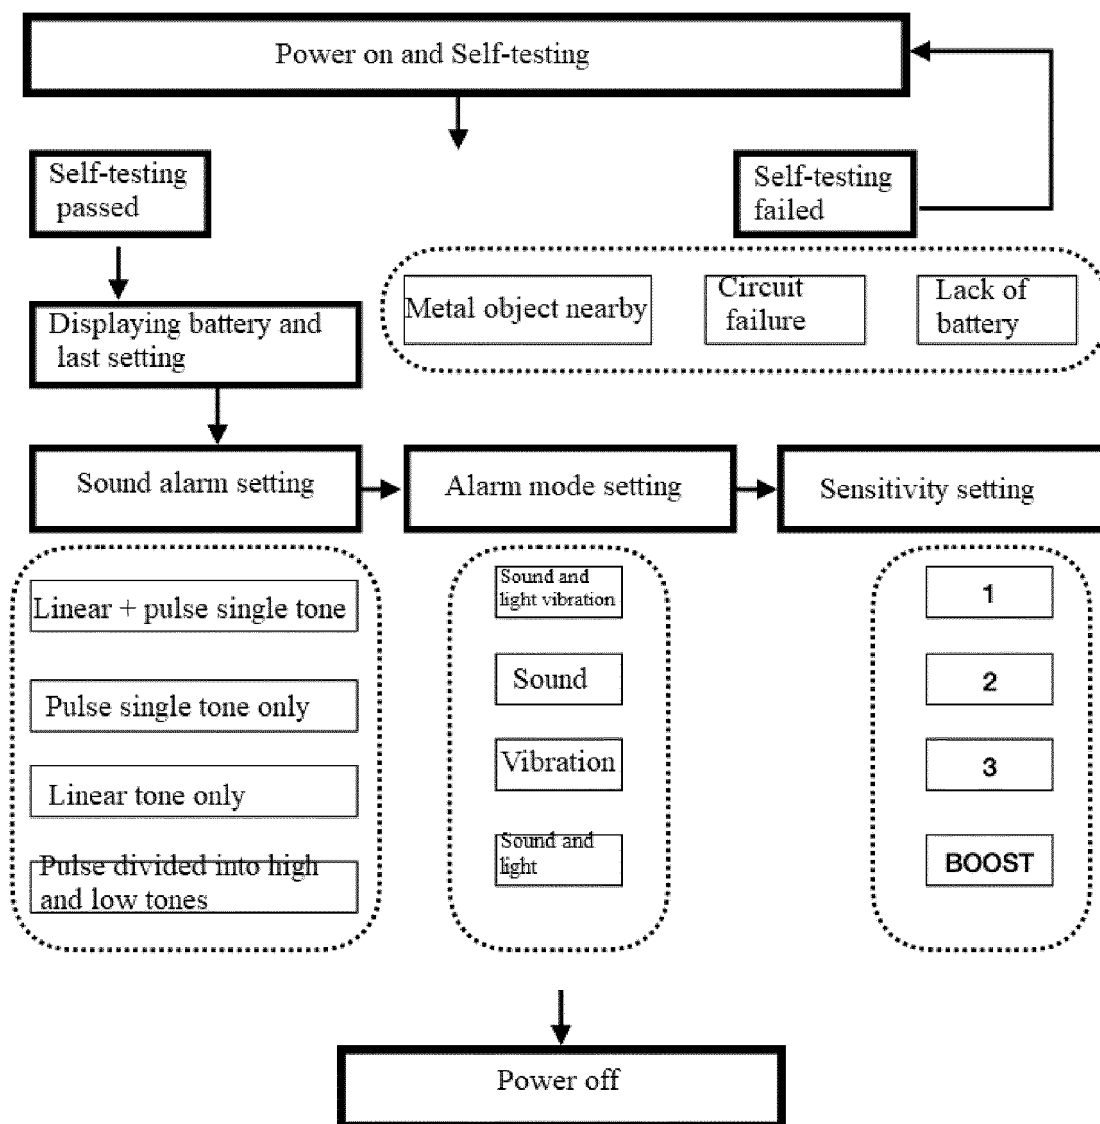 Power on and Self-testing
Self-testing
passed
Self-testing
failed
Metal object nearby
Circuit
failure
Lack of
battery
Displaying battery and
last setting
Sound alarm setting
Alarm mode setting
Sensitivity setting
Linear + pulse single tone
Pulse single tone only
Linear tone only
Pulse divided into high
and low tones
Sound and
light vibration
Sound
Vibration
Sound and
light
1
2
3
BOOST
Power off